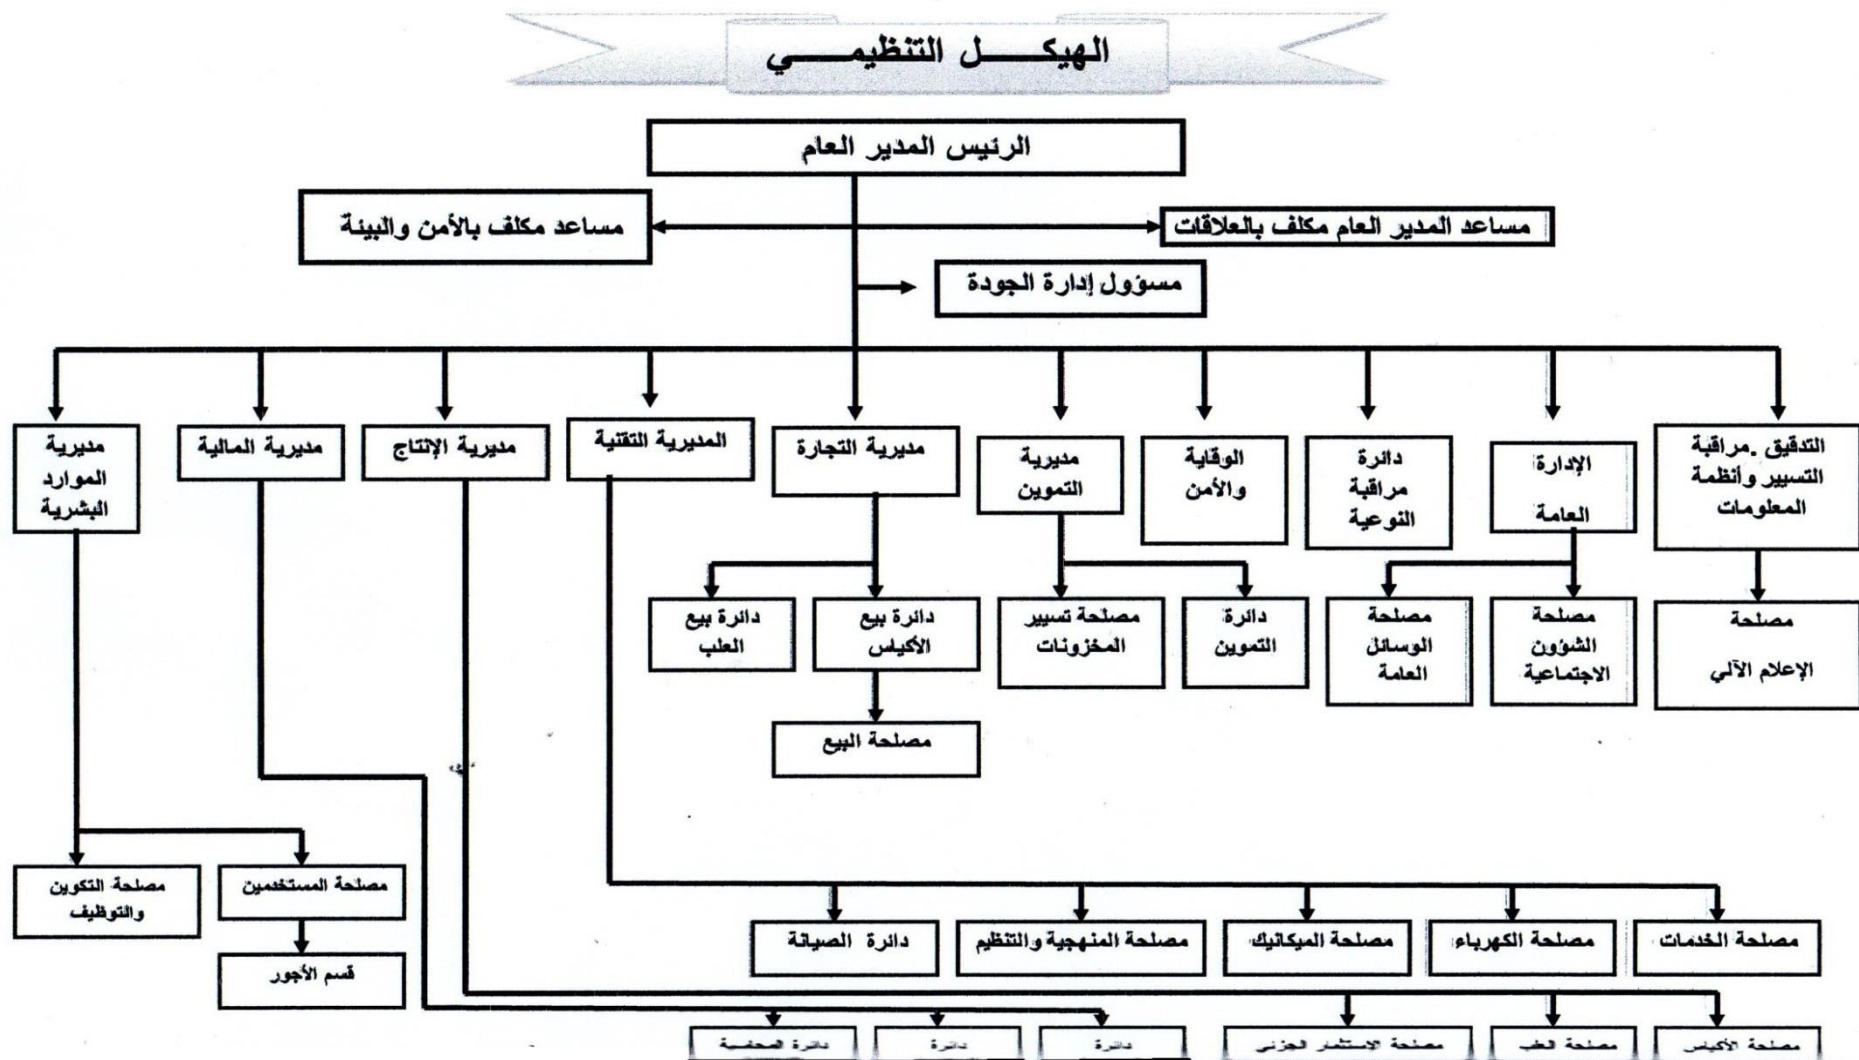 الهيكــــــل التنظيمــــــي
الرئيس المدير العام
مساعد المدير العام مكلف بالعلاقات
مساعد مكلف بالأمن والبيئة
مسؤول إدارة الجودة
التدقيق .مراقبة
التسيير وأنظمة
المعلومات
الإدارة
العامة
دائرة
مراقبة
النوعية
الوقاية
والأمن
مديرية
التموين
مديرية التجارة
المديرية التقنية
مديرية الإنتاج
مديرية المالية
مديرية
الموارد
البشرية
مصلحة
الإعلام الآلي
مصلحة
الشؤون
الاجتماعية
مصلحة
الوسائل
العامة
دائرة
التموين
مصلحة تسيير
المخزونات
دائرة بيع
الأكياس
دائرة بيع
العلب
مصلحة البيع
مصلحة المستخدمين
مصلحة التكوين
والتوظيف
قسم الأجور
مصلحة الخدمات
مصلحة الكهرباء
مصلحة الميكانيك
مصلحة المنهجية والتنظيم
دائرة الصيانة
مصلحة الأكياس
مصلحة العلب
مصلحة الاستثمار الجزئي
دائرة
دائرة
دائرة المحاسبة